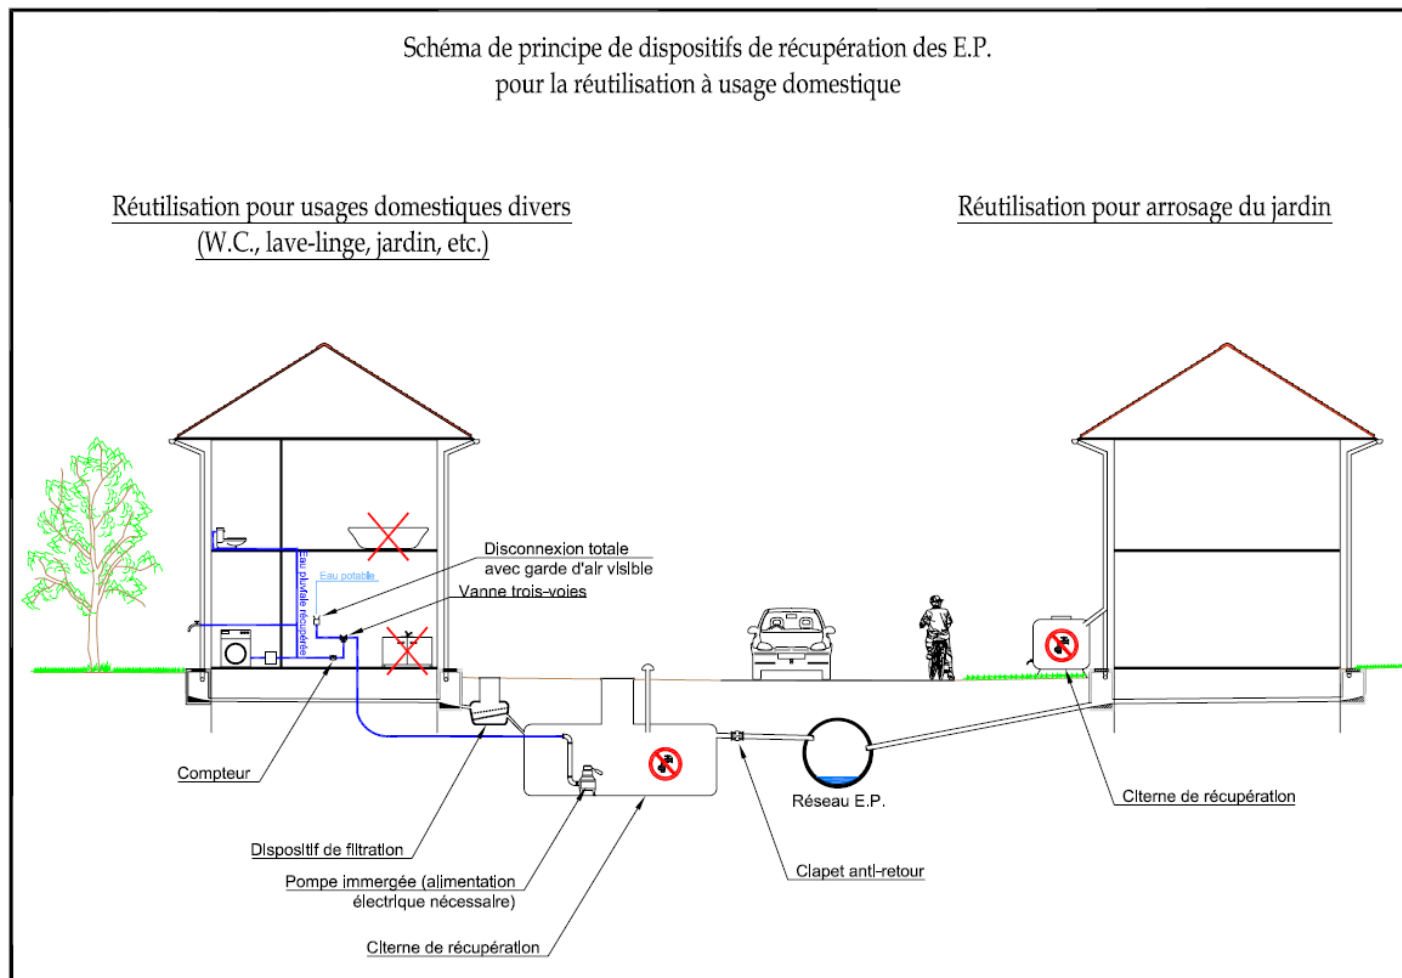 Schéma de principe de dispositifs de récupération des E.P.
pour la réutilisation à usage domestique
Réutilisation pour usages domestiques divers
(W.C., lave-linge, jardin, etc.)
Réutilisation pour arrosage du jardin
Disconnexion totale
avec garde d'air visible
Eau potable
Vanne trois-voies
Eau pluviale récupérée
Compteur
Réseau E.P.
Citerne de récupération
Dispositif de filtration
Clapet anti-retour
Pompe immergée (alimentation
électrique nécessaire)
Citerne de récupération